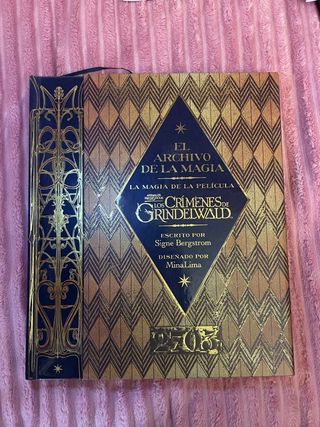 EL
ARCHIVO
DE LA MAGIA
LA MAGIA DE LA PELÍCULA
LOS CRÍMENES DE
GRINDELWALD
ESCRITO POR
Signe Bergstrom
DISEÑADO POR
MinaLima